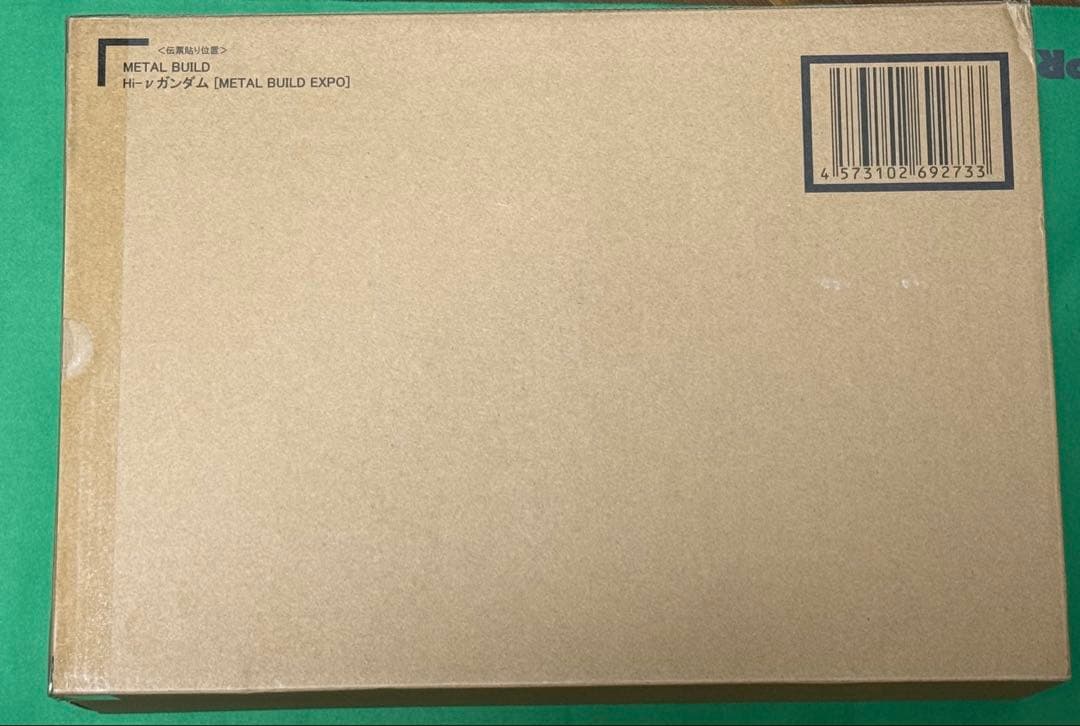 <伝票貼り位置>
METAL BUILD
Hi-ν ガンダム [METAL BUILD EXPO]
4 573102 692733